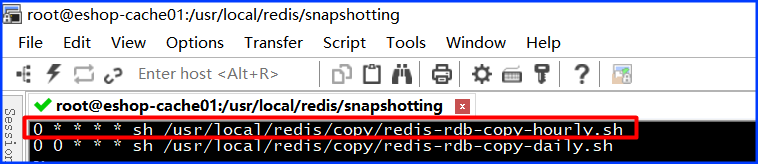 root@eshop-cache01:/usr/local/redis/snapshotting
File Edit View Options Transfer Script Tools Window Help
Enter host <Alt+R>
Session
root@eshop-cache01:/usr/local/redis/snapshotting x
0 * * * * sh /usr/local/redis/copy/redis-rdb-copy-hourly.sh
0 0 * * * sh /usr/local/redis/copy/redis-rdb-copy-daily.sh